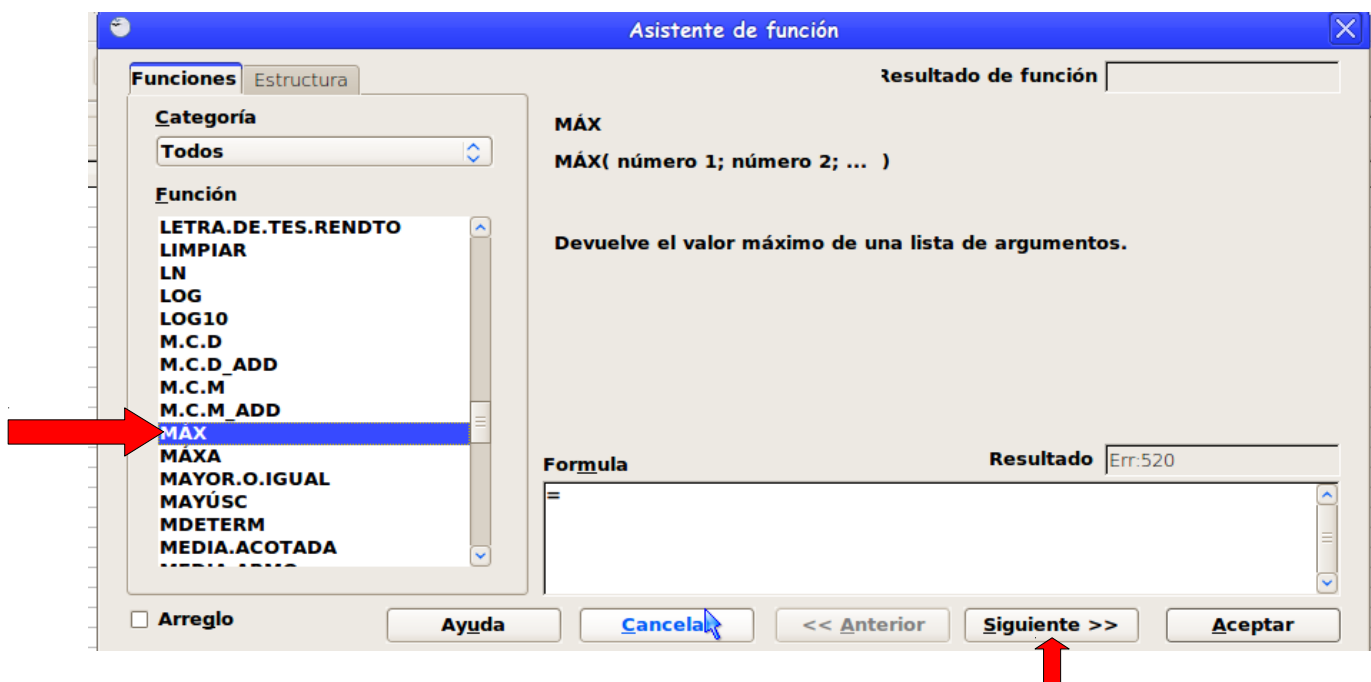 Asistente de función
Funciones Estructura
Resultado de función
Categoría
Todos
Función
LETRA.DE.TES.RENDTO
LIMPIAR
LN
LOG
LOG10
M.C.D
M.C.D_ADD
M.C.M
M.C.M_ADD
MÁX
MÁXA
MAYOR.O.IGUAL
MAYÚSC
MDETERM
MEDIA.ACOTADA
MÁX
MÁX( número 1; número 2; ... )
Devuelve el valor máximo de una lista de argumentos.
Formula
Resultado Err:520
=
Arreglo
Ayuda
Cancelar
<< Anterior
Siguiente >>
Aceptar